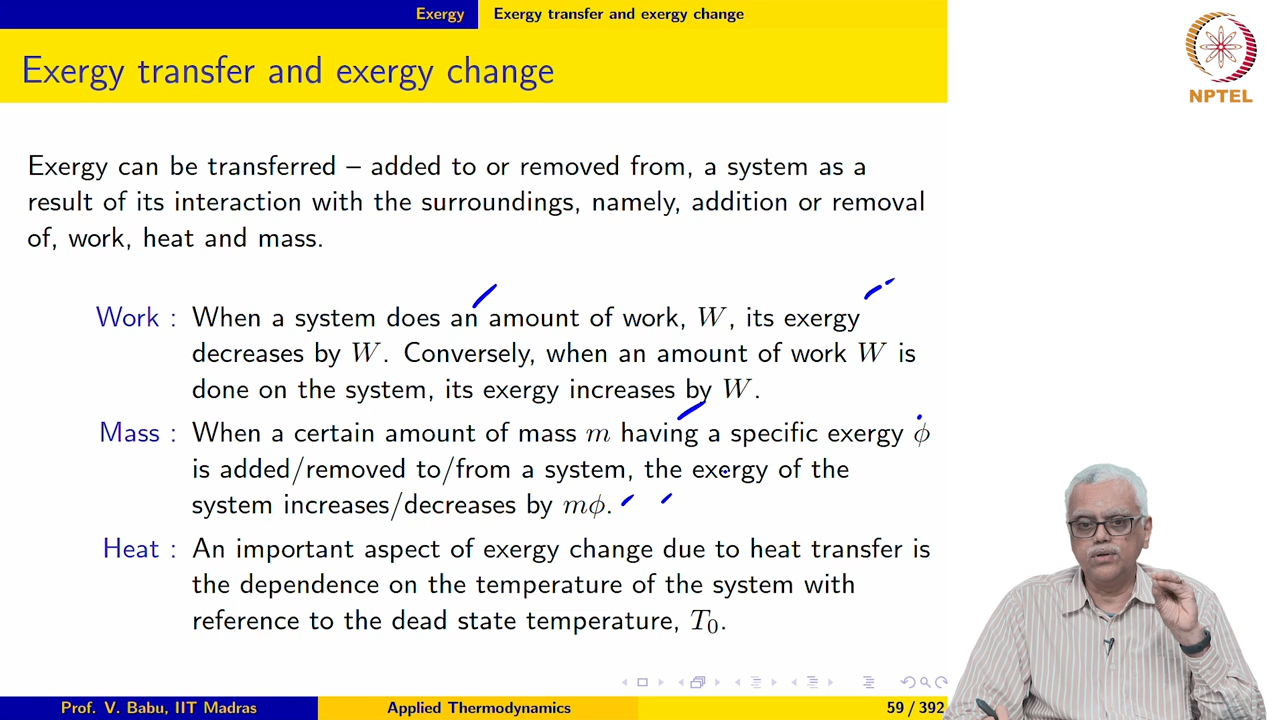 Exergy Exergy transfer and exergy change
Exergy transfer and exergy change
NPTEL
Exergy can be transferred – added to or removed from, a system as a
result of its interaction with the surroundings, namely, addition or removal
of, work, heat and mass.
Work : When a system does an amount of work, W, its exergy
decreases by W. Conversely, when an amount of work W is
done on the system, its exergy increases by W.
Mass : When a certain amount of mass m having a specific exergy ϕ
is added/removed to/from a system, the exergy of the
system increases/decreases by mϕ.
Heat : An important aspect of exergy change due to heat transfer is
the dependence on the temperature of the system with
reference to the dead state temperature, T₀.
Prof. V. Babu, IIT Madras Applied Thermodynamics 59 / 392